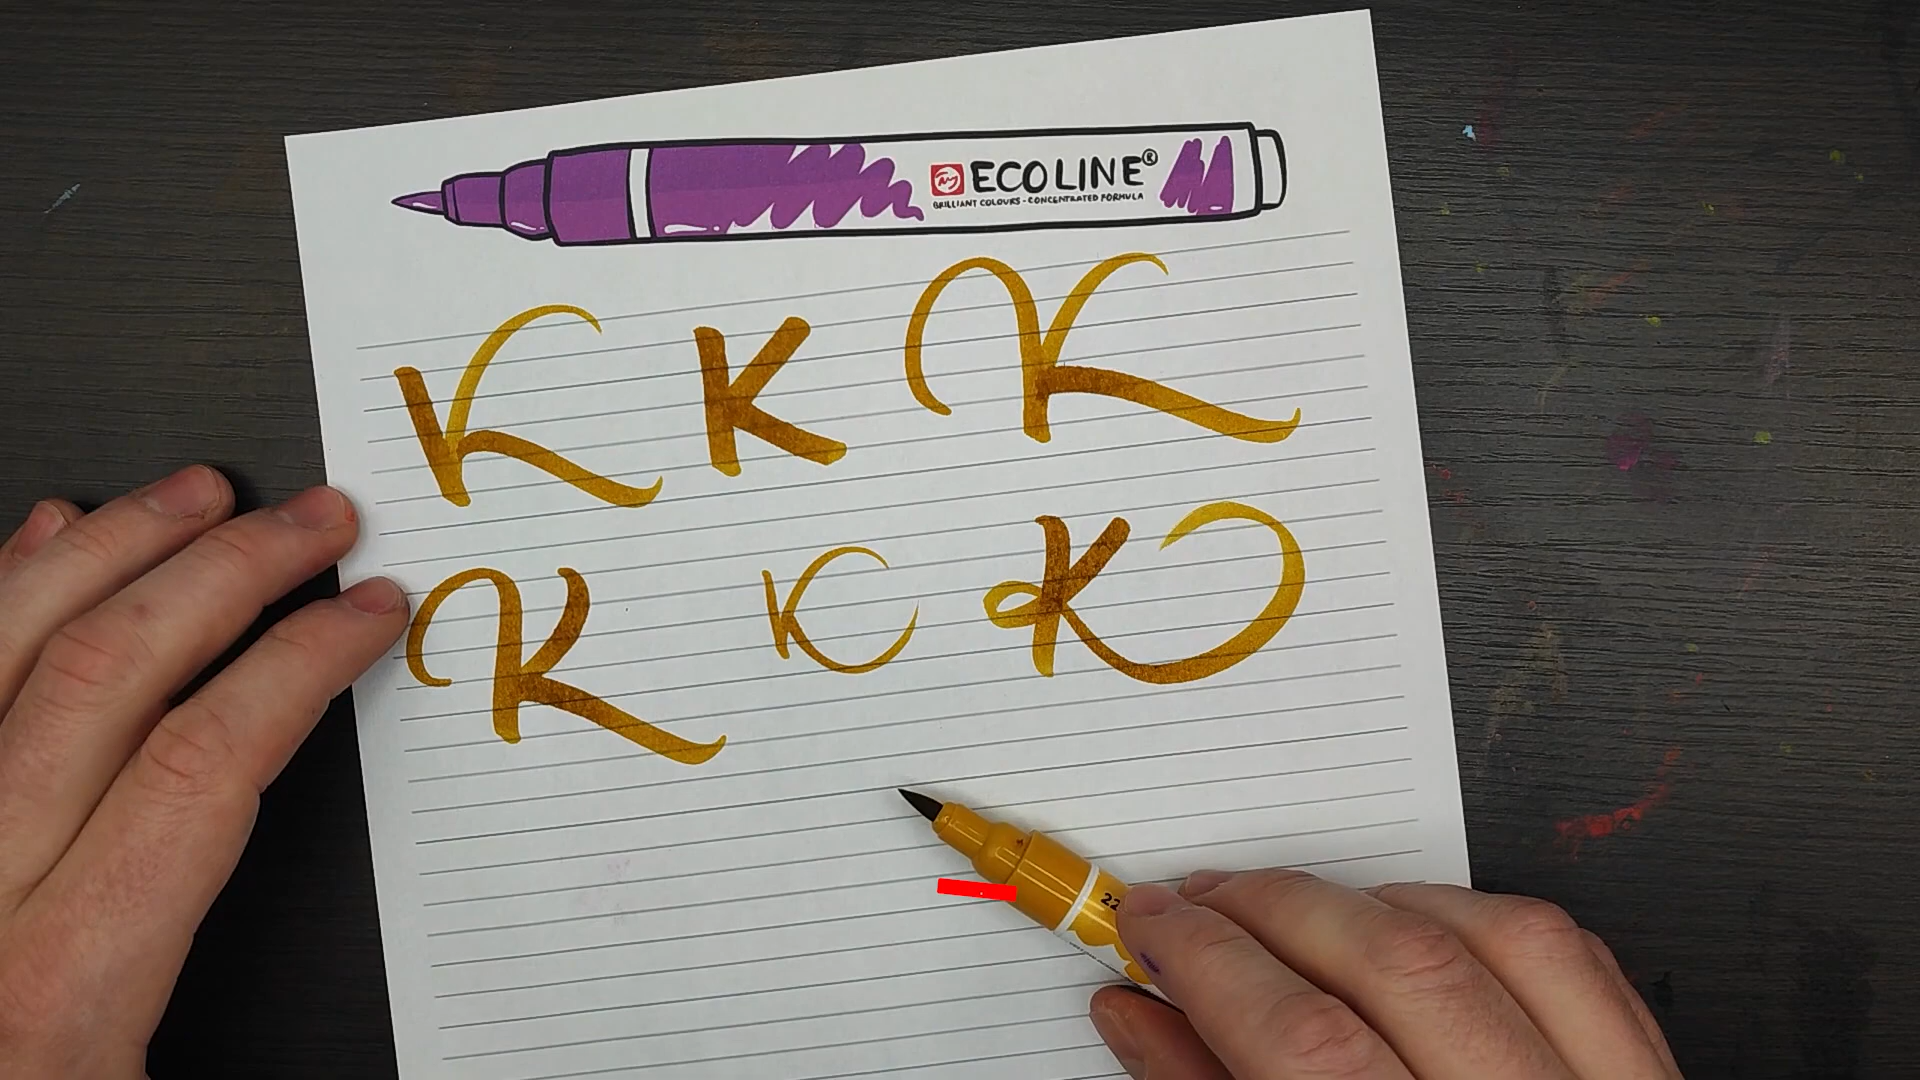 ECOLINE®
BRILLIANT COLOURS - CONCENTRATED FORMULA
K K K
K K K
22